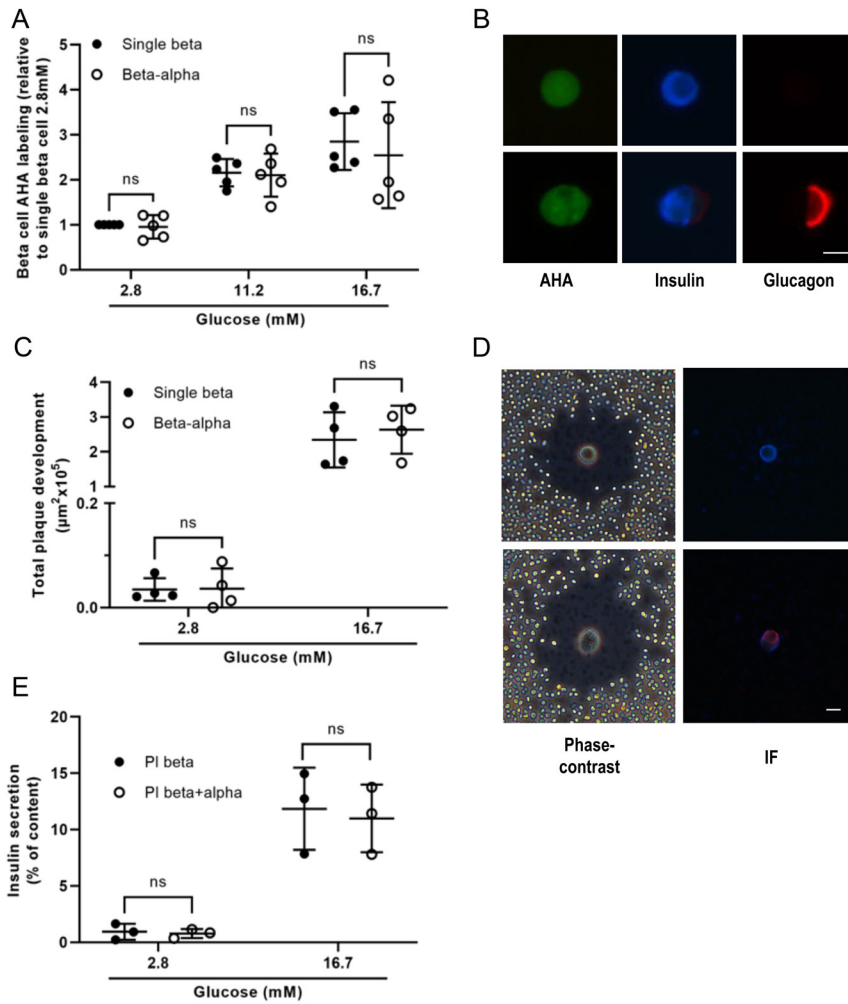 A
Beta cell AHA labeling (relative
to single beta cell 2.8mM)
Single beta
Beta-alpha
ns
ns
ns
5
4
3
2
1
0
2.8
11.2
16.7
Glucose (mM)
B
AHA
Insulin
Glucagon
C
Total plaque development
(µm²x10⁵)
Single beta
Beta-alpha
ns
ns
4
3
2
1
0.2
0.0
2.8
16.7
Glucose (mM)
D
Phase-
contrast
IF
E
Insulin secretion
(% of content)
PI beta
PI beta+alpha
ns
ns
20
15
10
5
0
2.8
16.7
Glucose (mM)